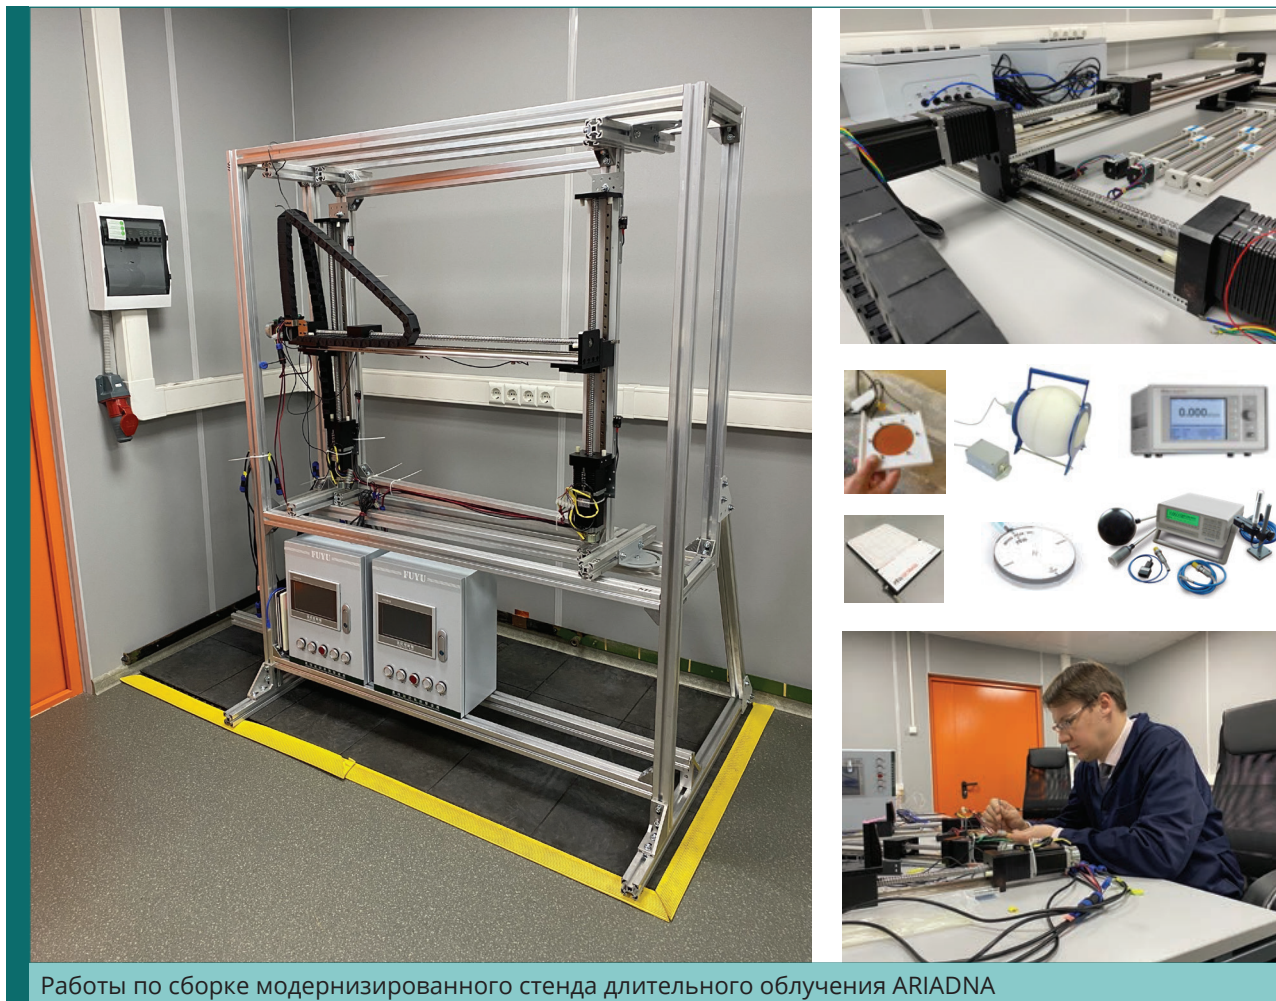 FUYU
FUYU
0.000
Работы по сборке модернизированного стенда длительного облучения ARIADNA